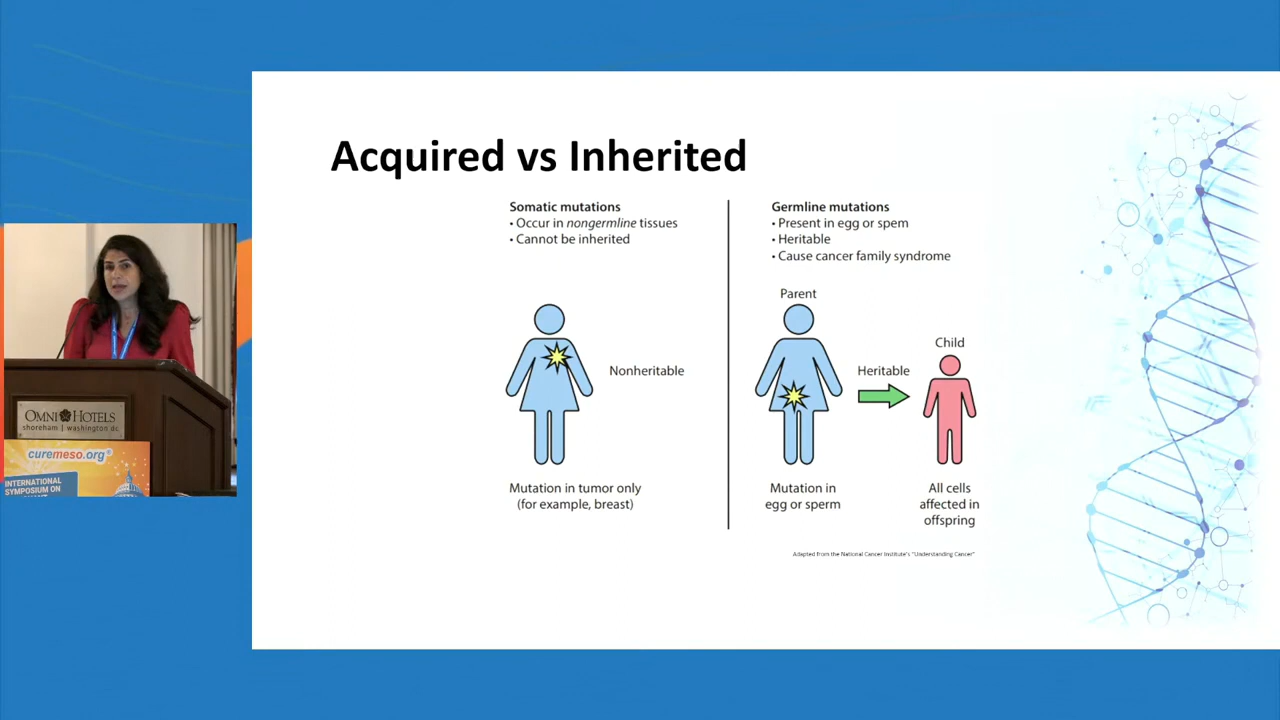 Acquired vs Inherited
Somatic mutations
• Occur in nongermline tissues
• Cannot be inherited
Nonheritable
Mutation in tumor only
(for example, breast)
Germline mutations
• Present in egg or sperm
• Heritable
• Cause cancer family syndrome
Parent
Child
Heritable
Mutation in
egg or sperm
All cells
affected in
offspring
Adapted from the National Cancer Institute's "Understanding Cancer"
OMNI HOTELS
shoreham | washington dc
curemeso.org®
INTERNATIONAL
SYMPOSIUM ON